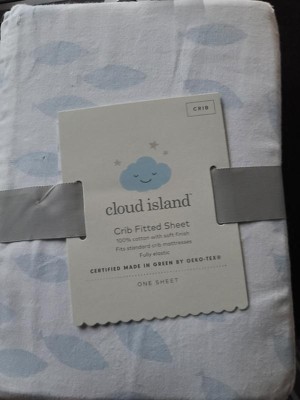 CRIB
cloud island™
Crib Fitted Sheet
100% cotton with soft finish
Fits standard crib mattresses
Fully elastic
CERTIFIED MADE IN GREEN BY OEKO-TEX®
ONE SHEET